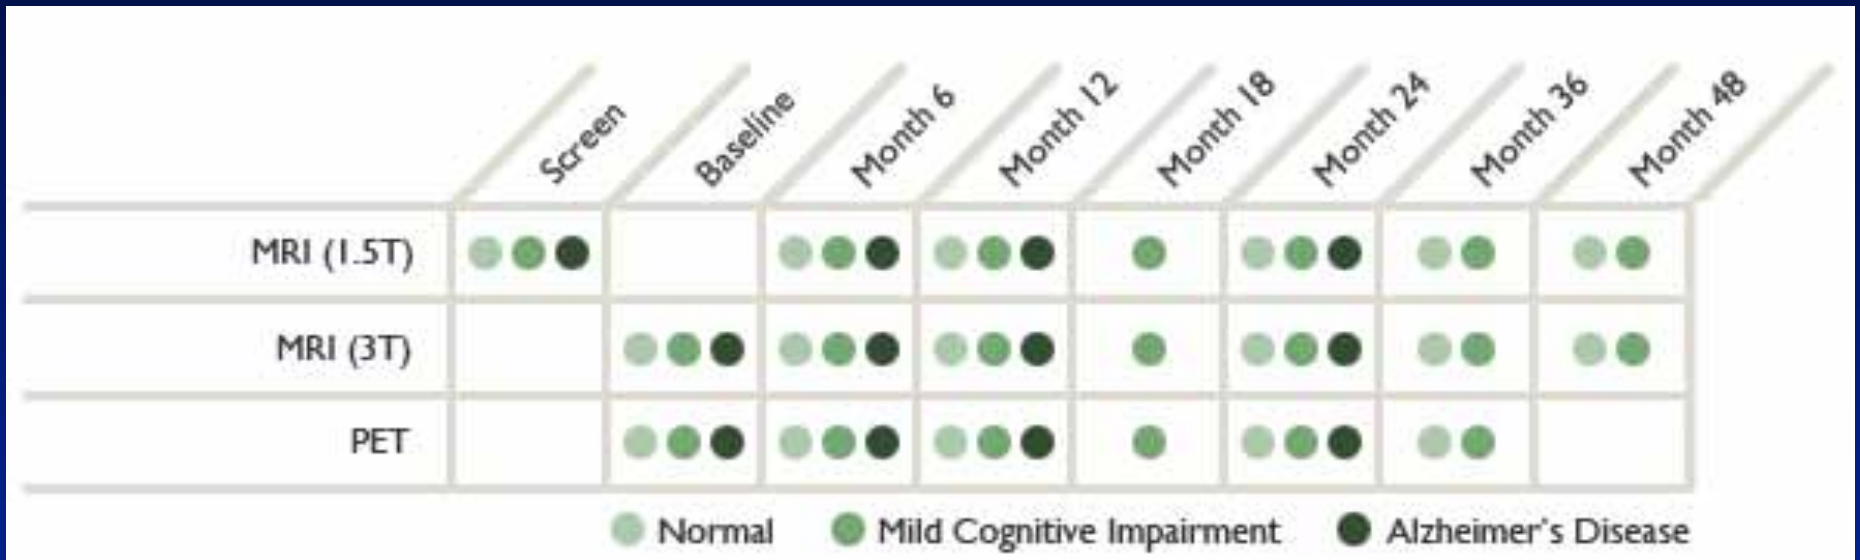 Screen Baseline Month 6 Month 12 Month 18 Month 24 Month 36 Month 48
MRI (1.5T)
MRI (3T)
PET
Normal Mild Cognitive Impairment Alzheimer's Disease